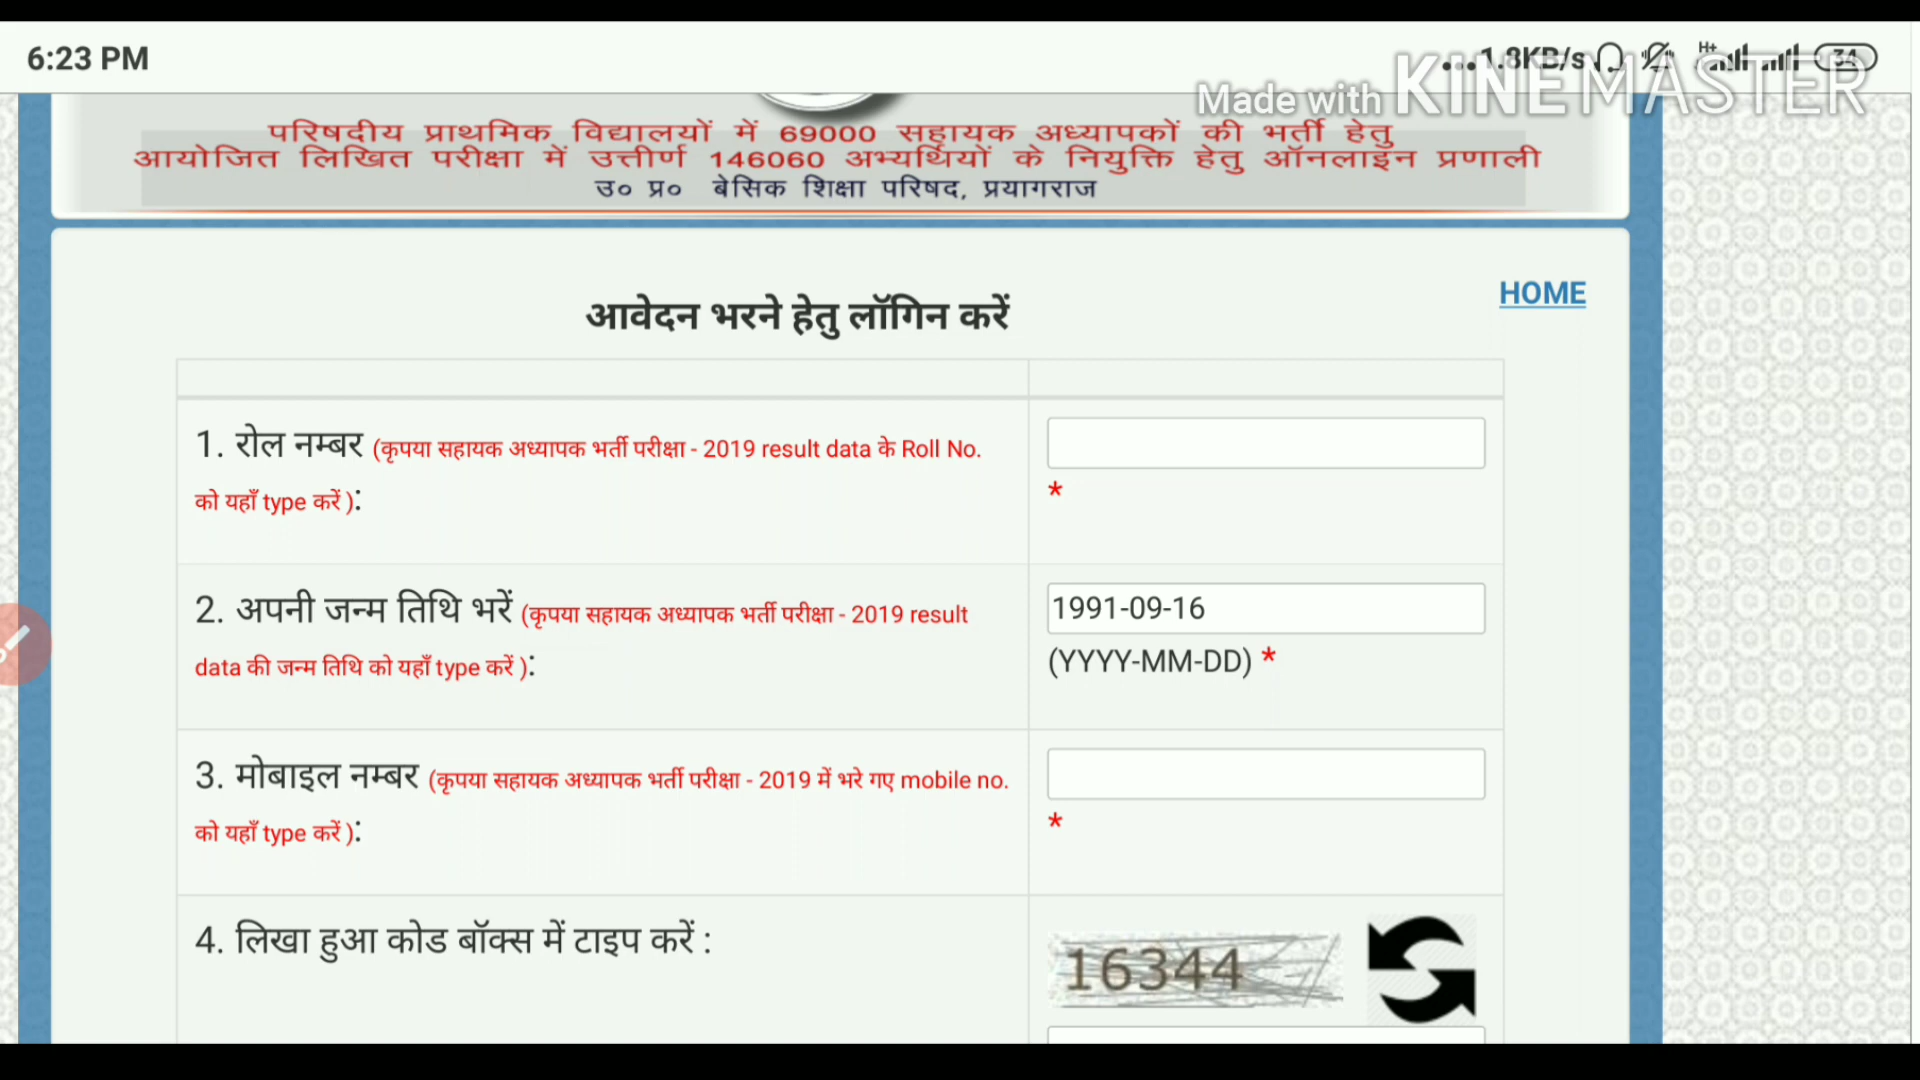 6:23 PM
...1.8KB/s H+ 34
Made with KINEMASTER
परिषदीय प्राथमिक विद्यालयों में 69000 सहायक अध्यापकों की भर्ती हेतु
आयोजित लिखित परीक्षा में उत्तीर्ण 146060 अभ्यर्थियों के नियुक्ति हेतु ऑनलाईन प्रणाली
उ० प्र० बेसिक शिक्षा परिषद, प्रयागराज
HOME
आवेदन भरने हेतु लॉगिन करें
1. रोल नम्बर (कृपया सहायक अध्यापक भर्ती परीक्षा - 2019 result data के Roll No.
को यहाँ type करें ):
*
2. अपनी जन्म तिथि भरें (कृपया सहायक अध्यापक भर्ती परीक्षा - 2019 result
data की जन्म तिथि को यहाँ type करें ):
1991-09-16
(YYYY-MM-DD) *
3. मोबाइल नम्बर (कृपया सहायक अध्यापक भर्ती परीक्षा - 2019 में भरे गए mobile no.
को यहाँ type करें ):
*
4. लिखा हुआ कोड बॉक्स में टाइप करें :
16344